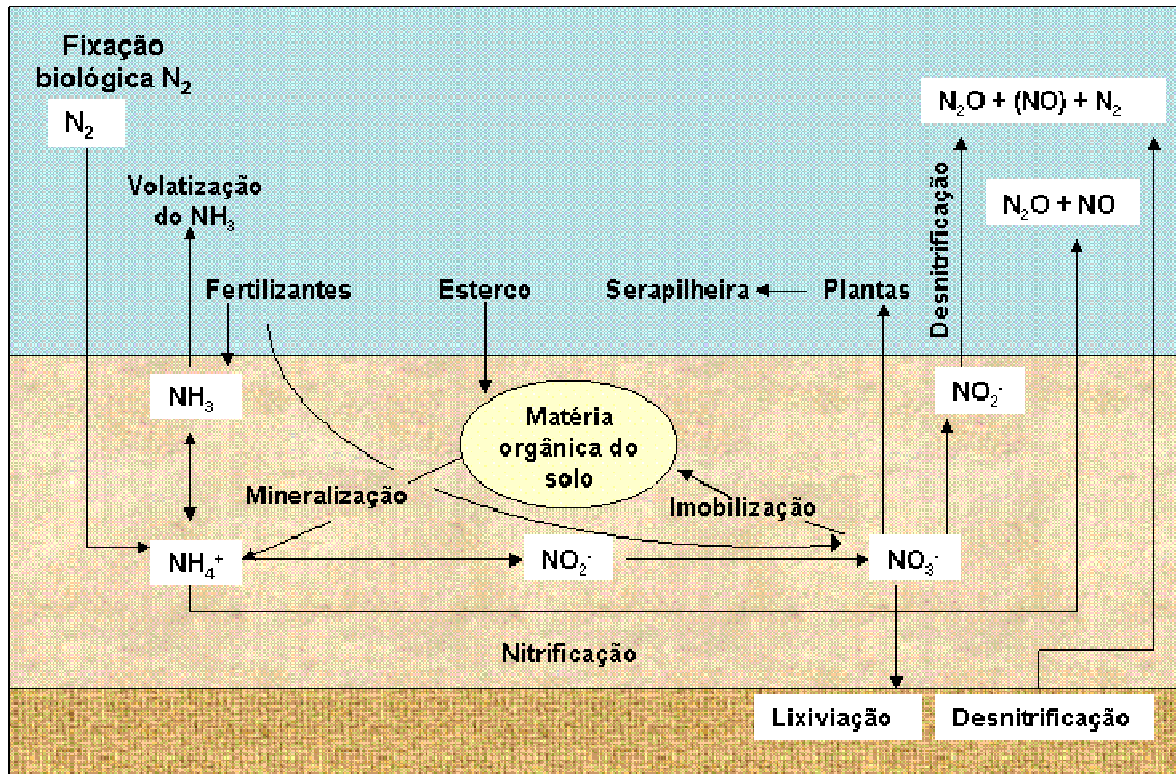 Fixação
biológica N₂
N₂
N₂O + (NO) + N₂
Volatização
do NH₃
N₂O + NO
Desnitrificação
Fertilizantes
Esterco
Serapilheira
Plantas
NH₃
NO₂⁻
Matéria
orgânica do
solo
Mineralização
Imobilização
NH₄⁺
NO₂⁻
NO₃⁻
Nitrificação
Lixiviação
Desnitrificação